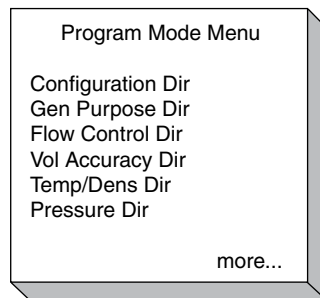 Program Mode Menu
Configuration Dir
Gen Purpose Dir
Flow Control Dir
Vol Accuracy Dir
Temp/Dens Dir
Pressure Dir
more...